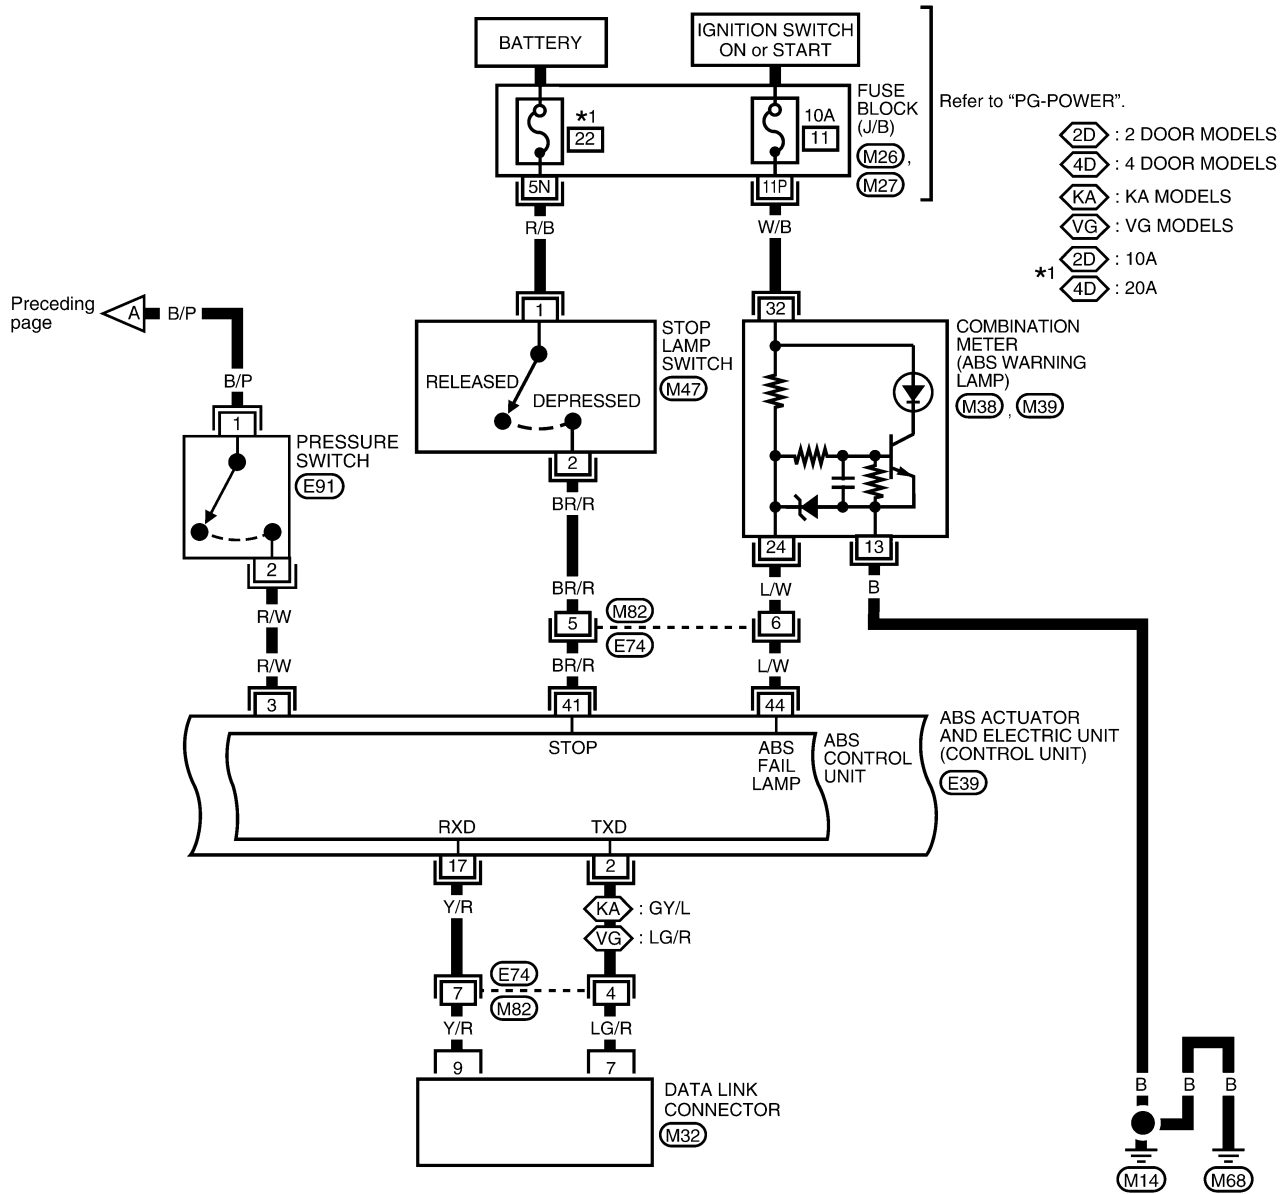 BATTERY
IGNITION SWITCH
ON or START
FUSE
BLOCK
(J/B)
M26 ,
M27
Refer to “PG-POWER”.
*1
22
10A
11
5N
11P
R/B
W/B
2D : 2 DOOR MODELS
4D : 4 DOOR MODELS
KA : KA MODELS
VG : VG MODELS
*1
2D : 10A
4D : 20A
Preceding
page
A
B/P
B/P
1
PRESSURE
SWITCH
E91
2
R/W
R/W
3
1
STOP
LAMP
SWITCH
M47
RELEASED
DEPRESSED
2
BR/R
BR/R
5
M82
E74
BR/R
41
32
COMBINATION
METER
(ABS WARNING
LAMP)
M38 , M39
24
13
L/W
B
6
L/W
44
STOP
ABS
FAIL
LAMP
ABS
CONTROL
UNIT
ABS ACTUATOR
AND ELECTRIC UNIT
(CONTROL UNIT)
E39
RXD
TXD
17
2
Y/R
KA : GY/L
VG : LG/R
7
E74
M82
4
Y/R
LG/R
9
7
DATA LINK
CONNECTOR
M32
B
B
B
M14
M68